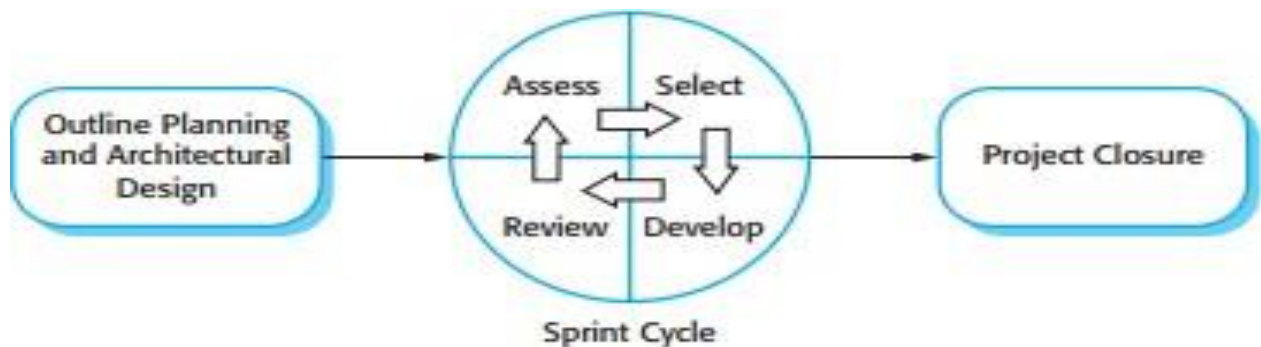 Outline Planning
and Architectural
Design
Assess
Select
Review
Develop
Sprint Cycle
Project Closure